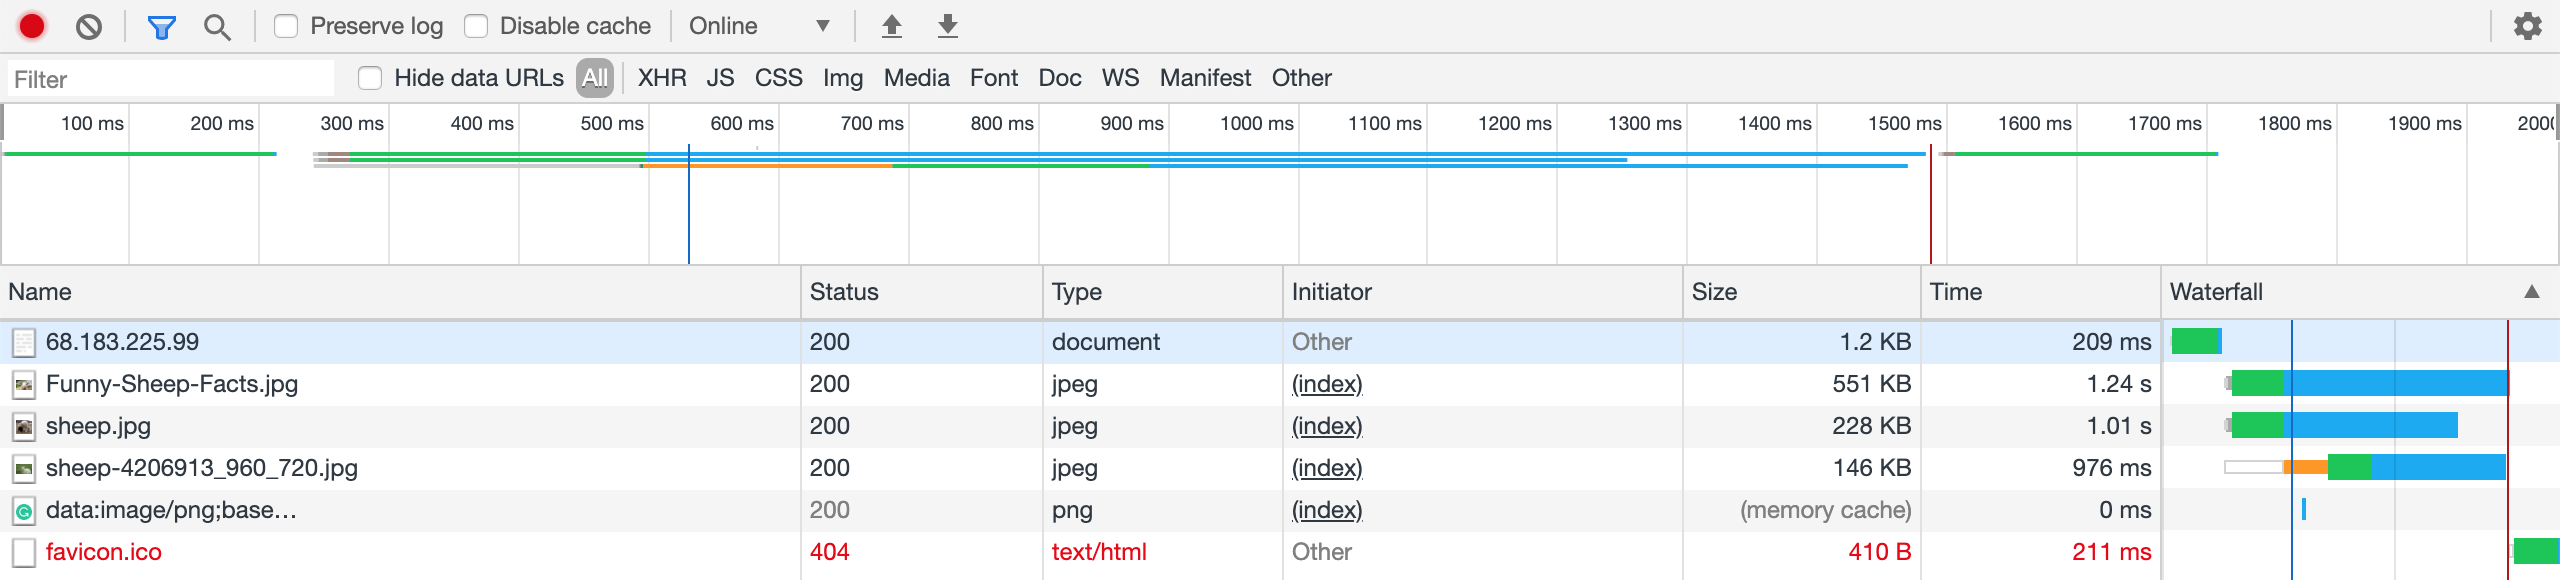 Preserve log Disable cache Online
Filter Hide data URLs All XHR JS CSS Img Media Font Doc WS Manifest Other
100 ms 200 ms 300 ms 400 ms 500 ms 600 ms 700 ms 800 ms 900 ms 1000 ms 1100 ms 1200 ms 1300 ms 1400 ms 1500 ms 1600 ms 1700 ms 1800 ms 1900 ms
Name Status Type Initiator Size Time Waterfall
68.183.225.99 200 document Other 1.2 KB 209 ms
Funny-Sheep-Facts.jpg 200 jpeg (index) 551 KB 1.24 s
sheep.jpg 200 jpeg (index) 228 KB 1.01 s
sheep-4206913_960_720.jpg 200 jpeg (index) 146 KB 976 ms
data:image/png;base… 200 png (index) (memory cache) 0 ms
favicon.ico 404 text/html Other 410 B 211 ms